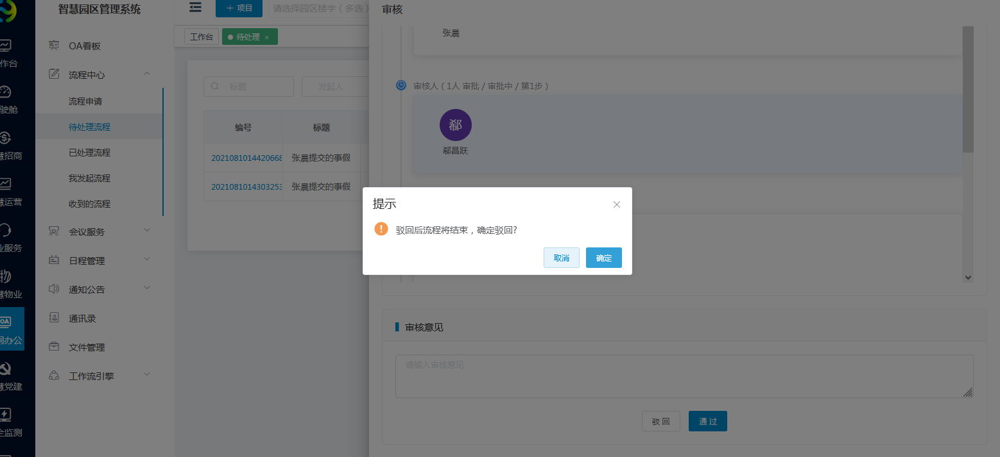 智慧园区管理系统
作台
驶舱
慧招商
慧运营
业服务
慧物业
OA
同办公
慧党建
全监测
OA看板
流程中心
流程申请
待处理流程
已处理流程
我发起流程
收到的流程
会议服务
日程管理
通知公告
通讯录
文件管理
工作流引擎
+ 项目
请选择园区楼宇（多选）
工作台
待处理 ×
标题
发起人
编号 标题
2021081014420668 张晨提交的事假
2021081014303253 张晨提交的事假
审核
张晨
审核人（1人 审批 / 审批中 / 第1步）
郗
郗昌跃
提示
驳回后流程将结束，确定驳回?
取消 确定
审核意见
请输入审核意见
驳 回 通 过